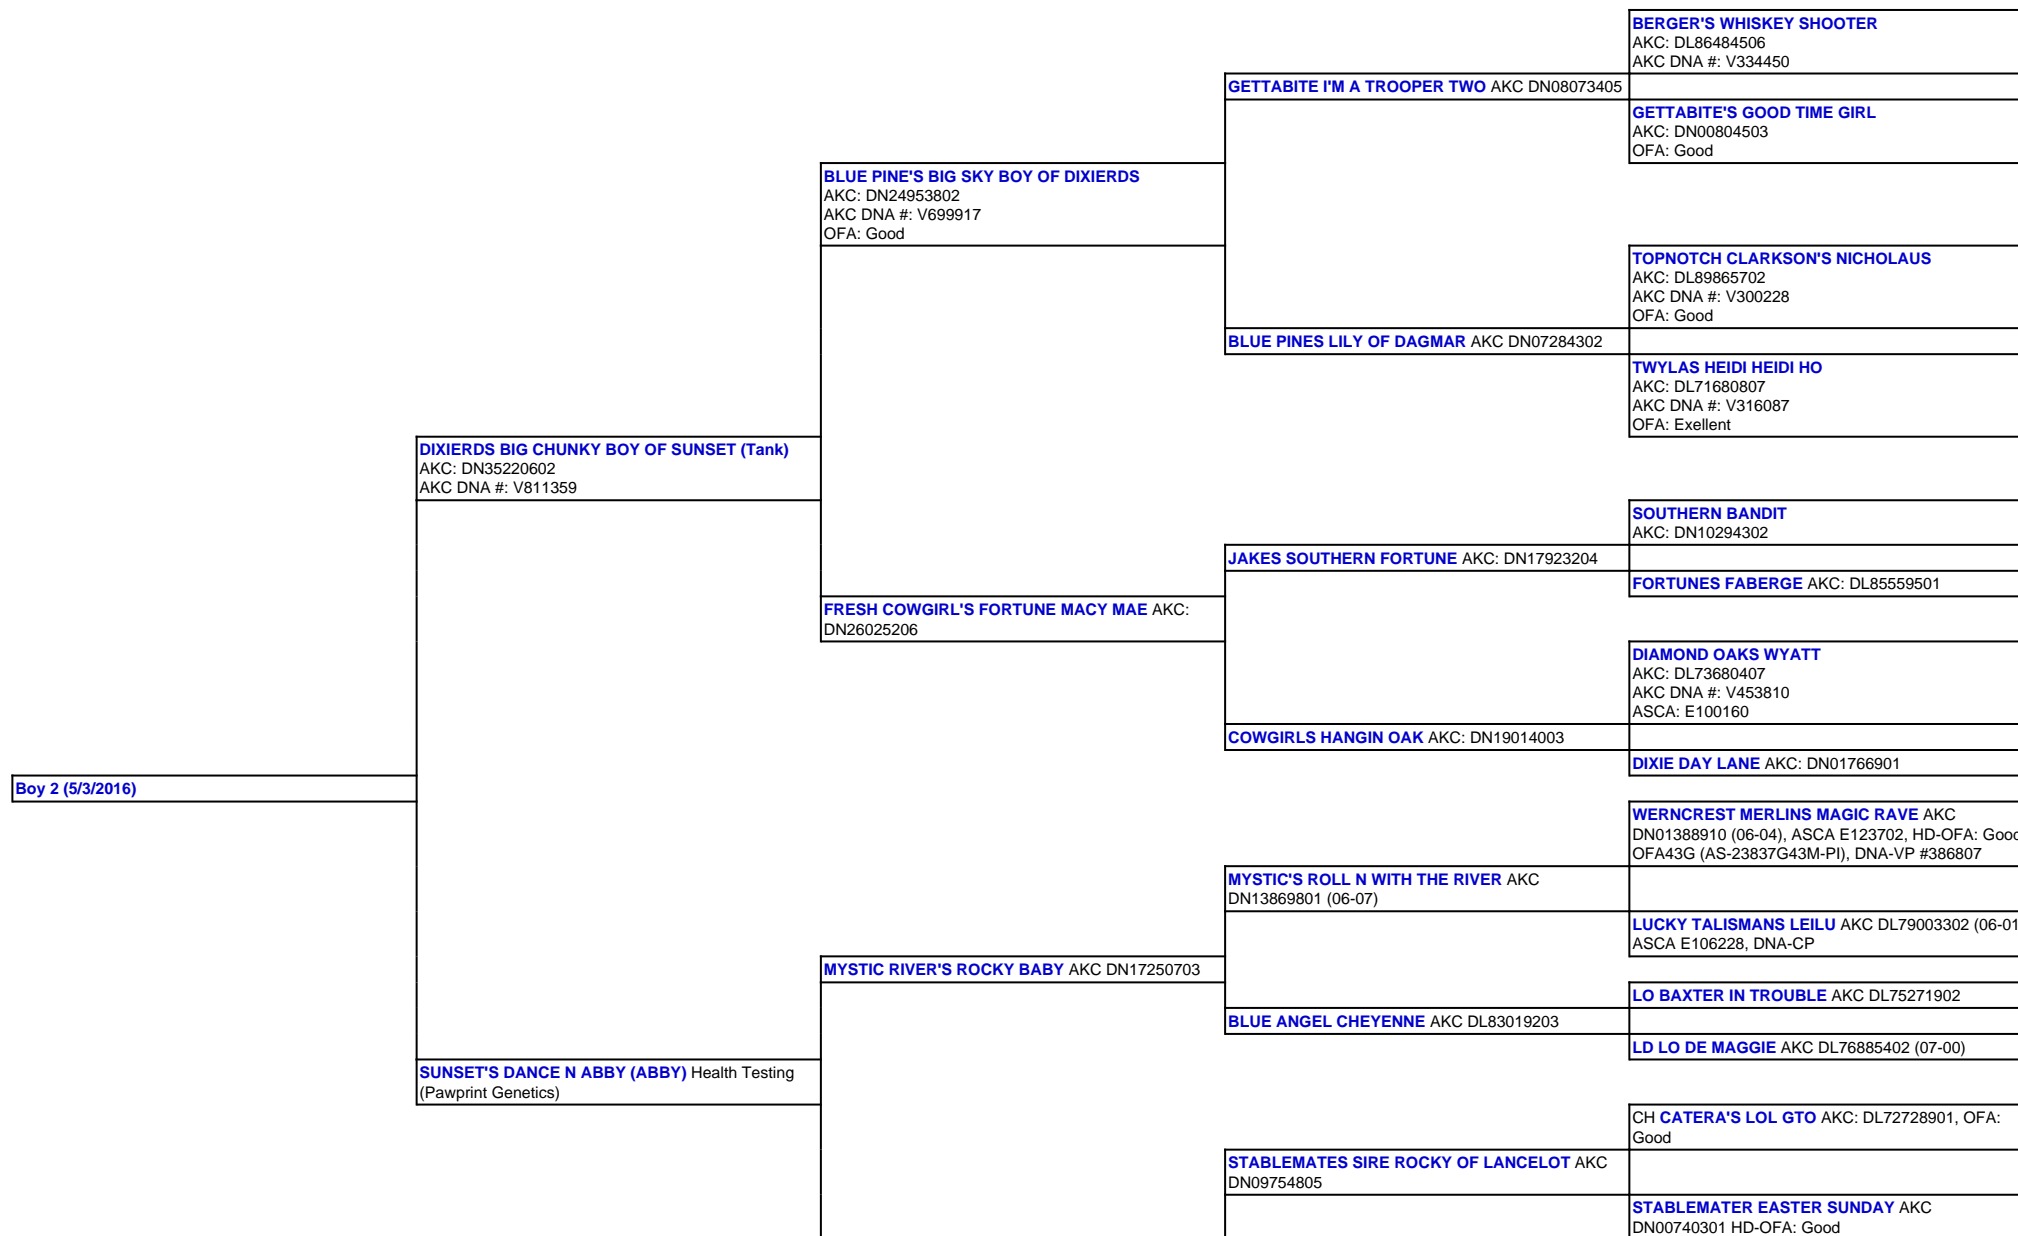 BERGER'S WHISKEY SHOOTER
AKC: DL86484506
AKC DNA #: V334450
GETTABITE I'M A TROOPER TWO AKC DN08073405
GETTABITE'S GOOD TIME GIRL
AKC: DN00804503
OFA: Good
BLUE PINE'S BIG SKY BOY OF DIXIERDS
AKC: DN24953802
AKC DNA #: V699917
OFA: Good
TOPNOTCH CLARKSON'S NICHOLAUS
AKC: DL89865702
AKC DNA #: V300228
OFA: Good
BLUE PINES LILY OF DAGMAR AKC DN07284302
TWYLAS HEIDI HEIDI HO
AKC: DL71680807
AKC DNA #: V316087
OFA: Exellent
DIXIERDS BIG CHUNKY BOY OF SUNSET (Tank)
AKC: DN35220602
AKC DNA #: V811359
SOUTHERN BANDIT
AKC: DN10294302
JAKES SOUTHERN FORTUNE AKC: DN17923204
FORTUNES FABERGE AKC: DL85559501
FRESH COWGIRL'S FORTUNE MACY MAE AKC:
DN26025206
DIAMOND OAKS WYATT
AKC: DL73680407
AKC DNA #: V453810
ASCA: E100160
COWGIRLS HANGIN OAK AKC: DN19014003
DIXIE DAY LANE AKC: DN01766901
Boy 2 (5/3/2016)
WERNCREST MERLINS MAGIC RAVE AKC
DN01388910 (06-04), ASCA E123702, HD-OFA: Good
OFA43G (AS-23837G43M-PI), DNA-VP #386807
MYSTIC'S ROLL N WITH THE RIVER AKC
DN13869801 (06-07)
LUCKY TALISMANS LEILU AKC DL79003302 (06-01
ASCA E106228, DNA-CP
MYSTIC RIVER'S ROCKY BABY AKC DN17250703
LO BAXTER IN TROUBLE AKC DL75271902
BLUE ANGEL CHEYENNE AKC DL83019203
LD LO DE MAGGIE AKC DL76885402 (07-00)
SUNSET'S DANCE N ABBY (ABBY) Health Testing
(Pawprint Genetics)
CH CATERA'S LOL GTO AKC: DL72728901, OFA:
Good
STABLEMATES SIRE ROCKY OF LANCELOT AKC
DN09754805
STABLEMATER EASTER SUNDAY AKC
DN00740301 HD-OFA: Good